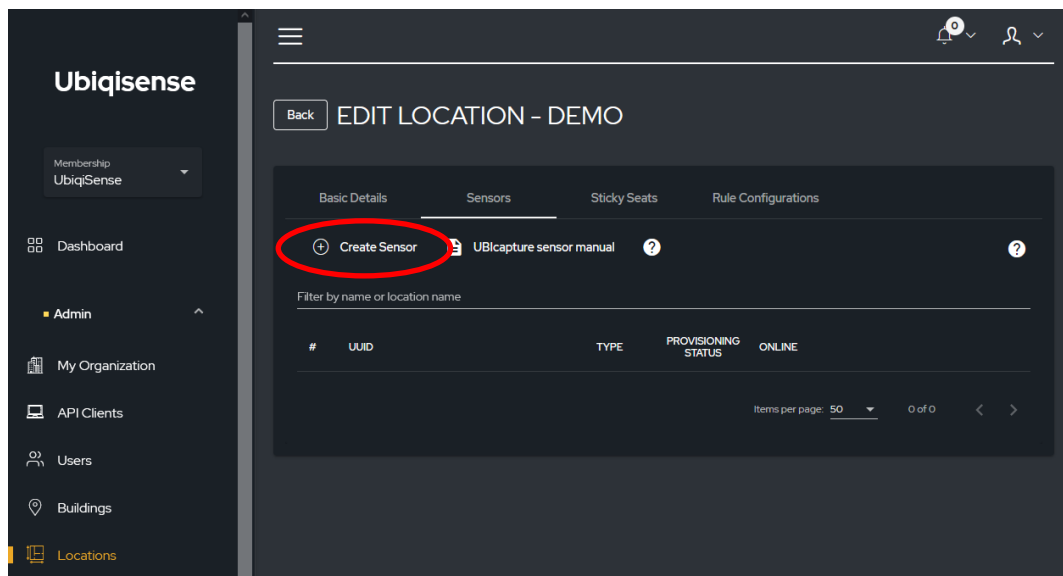 Ubiqisense
Membership
UbiqiSense
Dashboard
Admin
My Organization
API Clients
Users
Buildings
Locations
0
Back EDIT LOCATION - DEMO
Basic Details Sensors Sticky Seats Rule Configurations
Create Sensor UBIcapture sensor manual ? ?
Filter by name or location name
# UUID TYPE PROVISIONING STATUS ONLINE
Items per page: 50 0 of 0